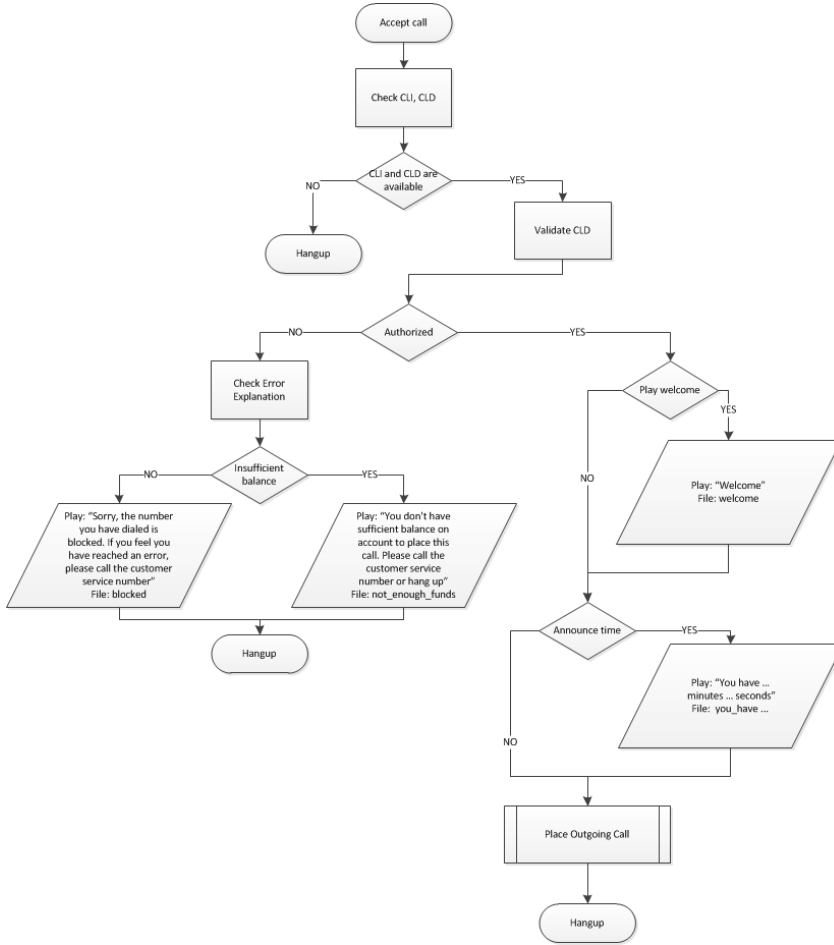 Accept call
Check CLI, CLD
CLI and CLD are
available
NO
YES
Hangup
Validate CLD
Authorized
NO
YES
Check Error
Explanation
Play welcome
YES
NO
Insufficient
balance
NO
YES
Play: “Welcome”
File: welcome
Play: “Sorry, the number
you have dialed is
blocked. If you feel you
have reached an error,
please call the customer
service number”
File: blocked
Play: “You don't have
sufficient balance on
account to place this
call. Please call the
customer service
number or hang up”
File: not_enough_funds
Hangup
Announce time
YES
NO
Play: “You have ...
minutes ... seconds”
File: you_have ...
Place Outgoing Call
Hangup